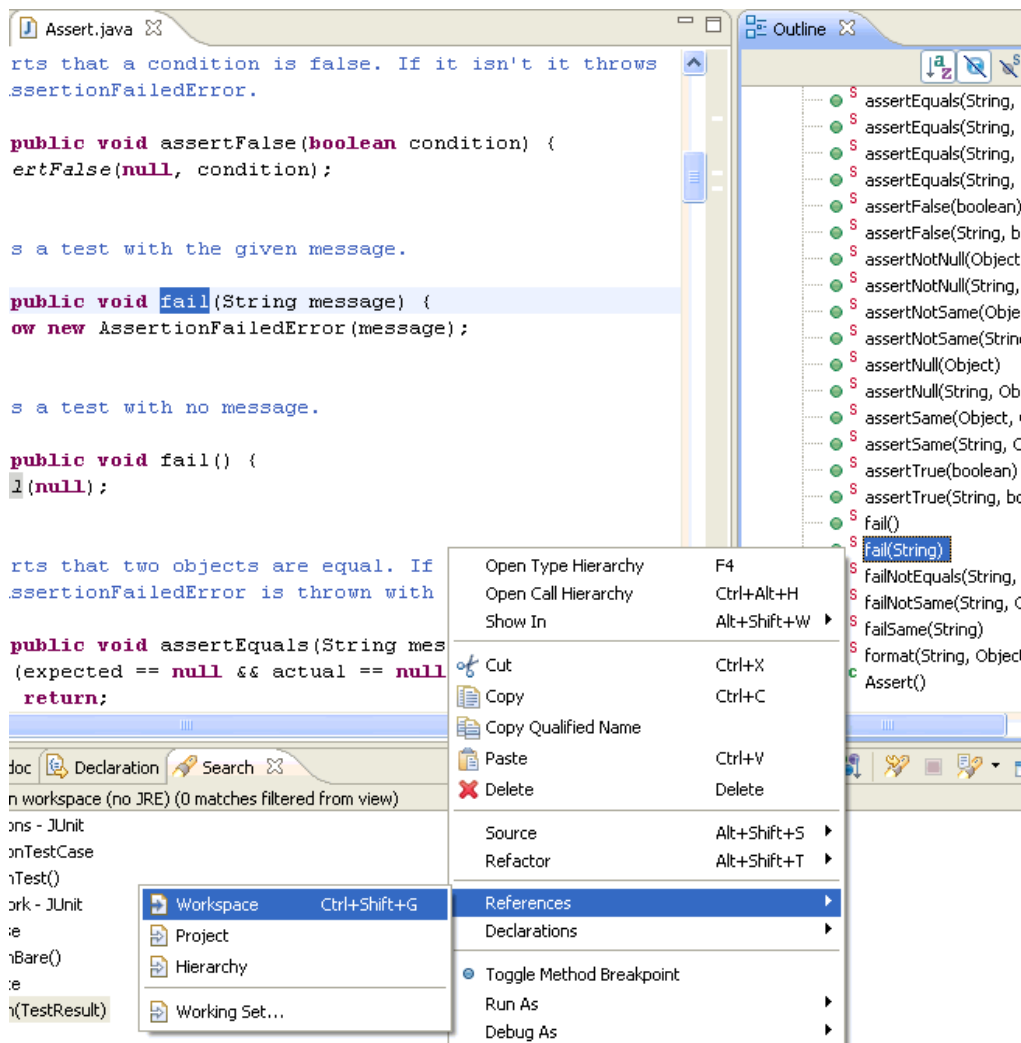 Assert.java
rts that a condition is false. If it isn't it throws
ssertionFailedError.
public void assertFalse(boolean condition) {
ertFalse(null, condition);
s a test with the given message.
public void fail(String message) {
ow new AssertionFailedError(message);
s a test with no message.
public void fail() {
l(null);
rts that two objects are equal. If
ssertionFailedError is thrown with
public void assertEquals(String mes
(expected == null && actual == null
return;
Outline
assertEquals(String,
assertEquals(String,
assertEquals(String,
assertEquals(String,
assertFalse(boolean)
assertFalse(String, b
assertNotNull(Object
assertNotNull(String,
assertNotSame(Obje
assertNotSame(String
assertNull(Object)
assertNull(String, Ob
assertSame(Object,
assertSame(String, O
assertTrue(boolean)
assertTrue(String, bo
fail()
fail(String)
failNotEquals(String,
failNotSame(String, O
failSame(String)
format(String, Object
Assert()
doc Declaration Search
n workspace (no JRE) (0 matches filtered from view)
ons - JUnit
onTestCase
nTest()
ork - JUnit
se
nBare()
te
n(TestResult)
Open Type Hierarchy F4
Open Call Hierarchy Ctrl+Alt+H
Show In Alt+Shift+W
Cut Ctrl+X
Copy Ctrl+C
Copy Qualified Name
Paste Ctrl+V
Delete Delete
Source Alt+Shift+S
Refactor Alt+Shift+T
References
Declarations
Toggle Method Breakpoint
Run As
Debug As
Workspace Ctrl+Shift+G
Project
Hierarchy
Working Set...